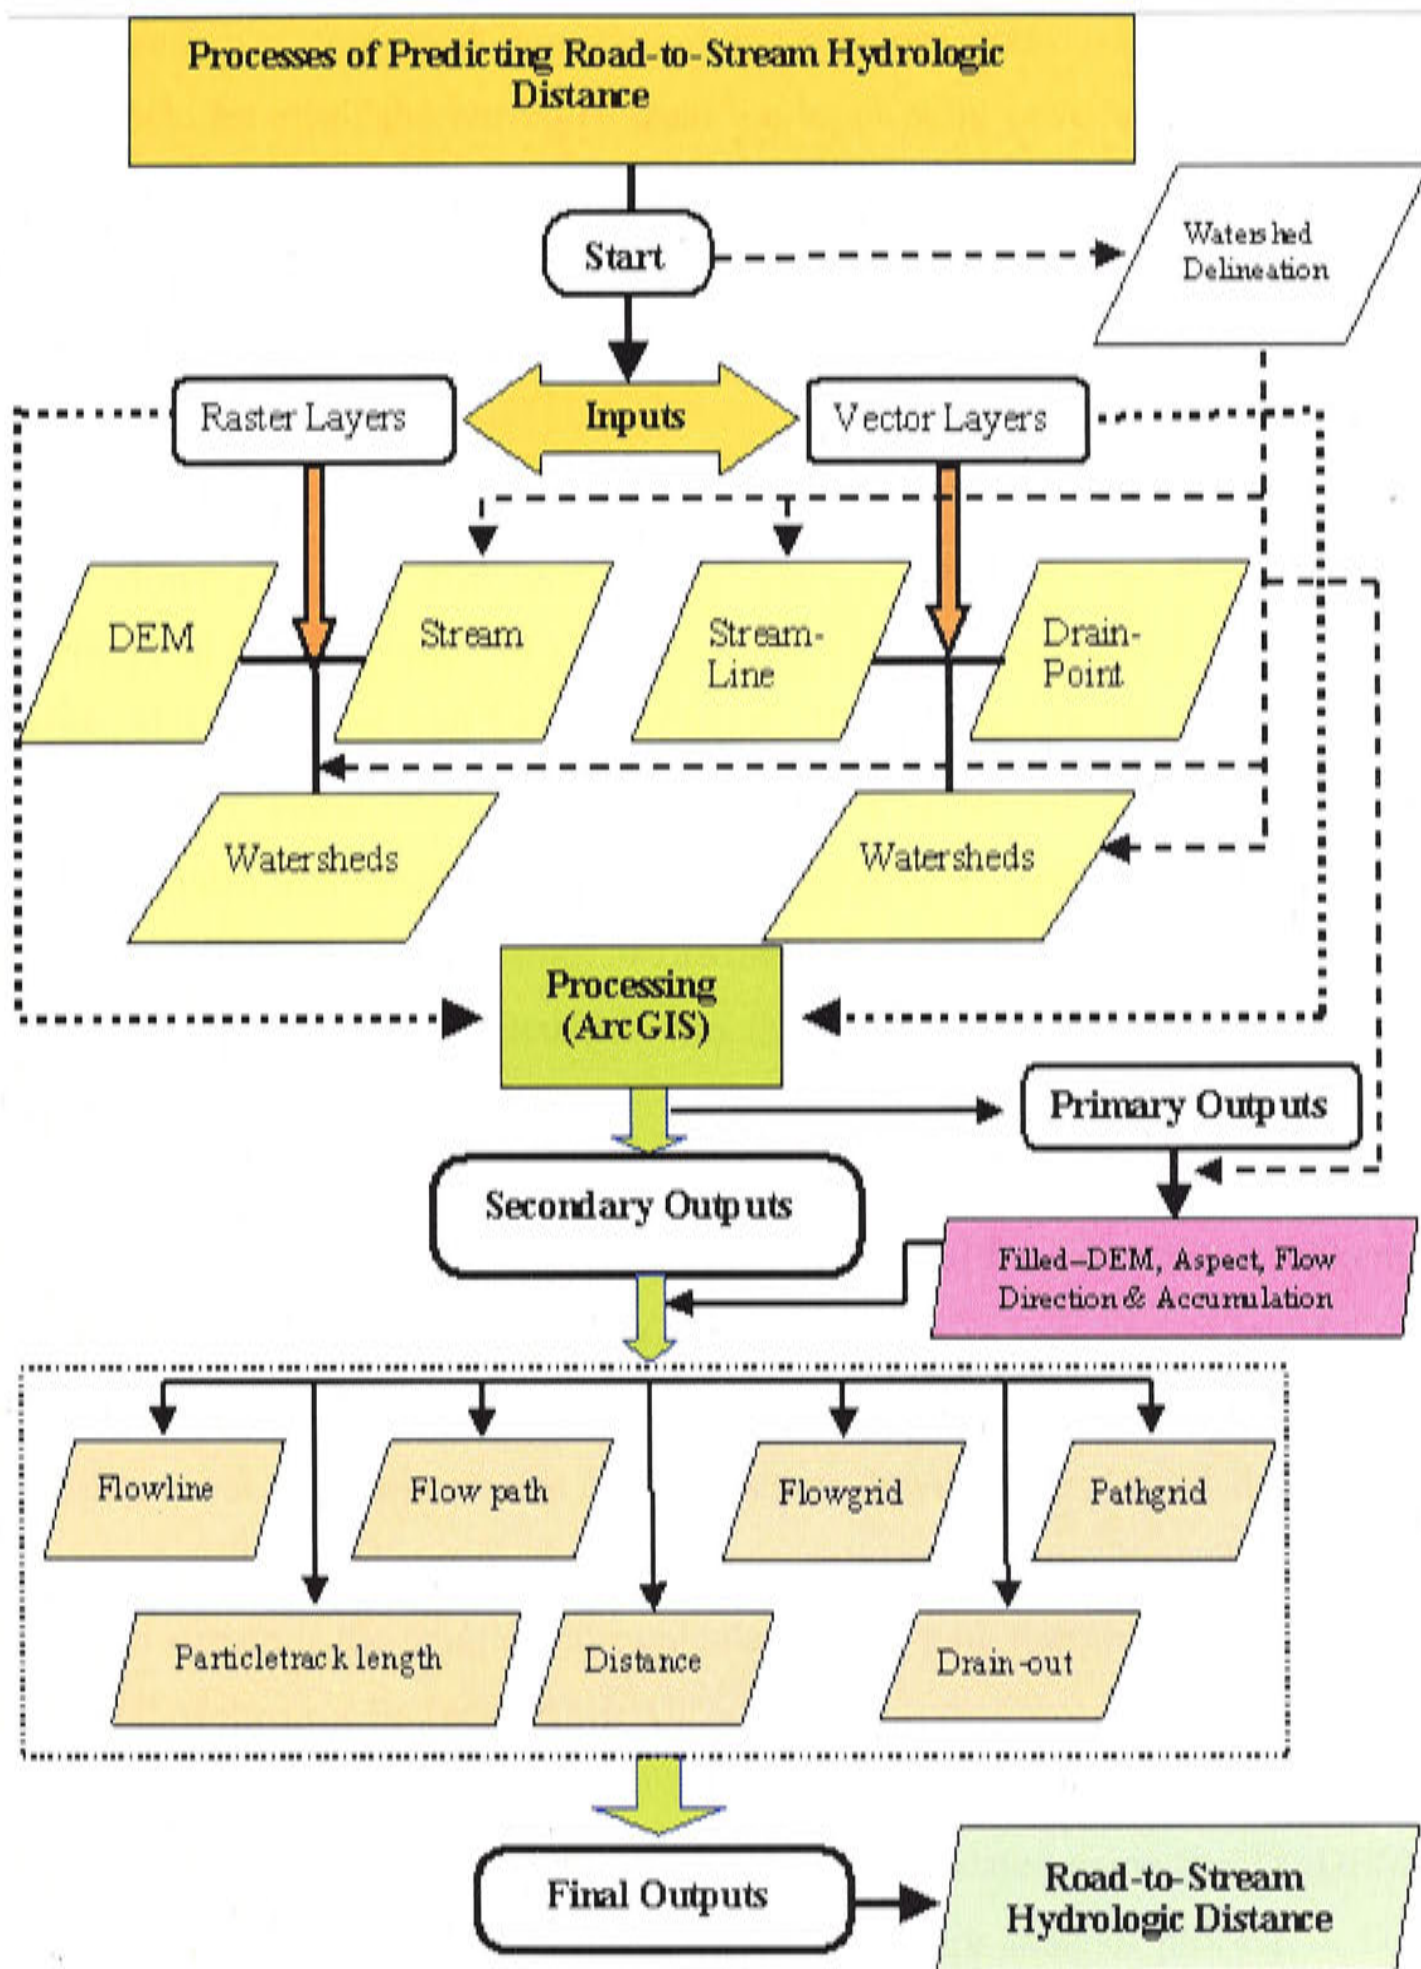 Processes of Predicting Road-to-Stream Hydrologic
Distance
Start
Watershed
Delineation
Raster Layers
Inputs
Vector Layers
DEM
Stream
Stream-
Line
Drain-
Point
Watersheds
Watersheds
Processing
(ArcGIS)
Primary Outputs
Secondary Outputs
Filled–DEM, Aspect, Flow
Direction & Accumulation
Flowline
Flow path
Flowgrid
Pathgrid
Particletrack length
Distance
Drain-out
Final Outputs
Road-to-Stream
Hydrologic Distance